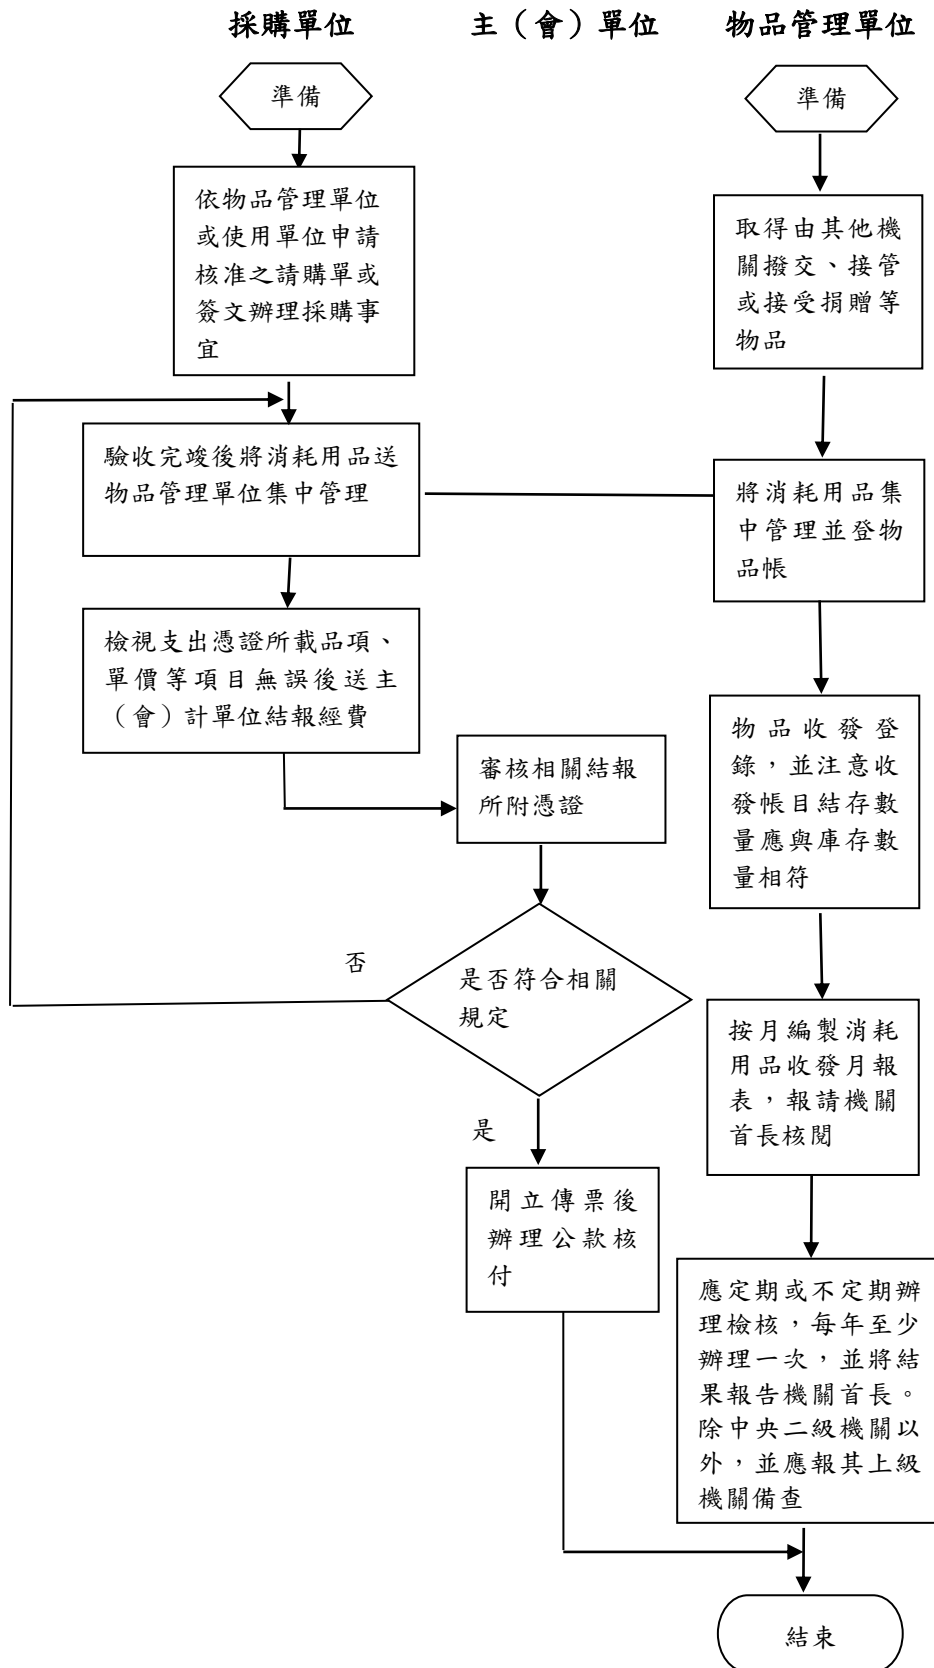 採購單位
主（會）單位
物品管理單位
準備
準備
依物品管理單位
或使用單位申請
核准之請購單或
簽文辦理採購事
宜
取得由其他機
關撥交、接管
或接受捐贈等
物品
驗收完竣後將消耗用品送
物品管理單位集中管理
將消耗用品集
中管理並登物
品帳
檢視支出憑證所載品項、
單價等項目無誤後送主
（會）計單位結報經費
審核相關結報
所附憑證
物品收發登
錄，並注意收
發帳目結存數
量應與庫存數
量相符
否
是否符合相關
規定
按月編製消耗
用品收發月報
表，報請機關
首長核閱
是
開立傳票後
辦理公款核
付
應定期或不定期辦
理檢核，每年至少
辦理一次，並將結
果報告機關首長。
除中央二級機關以
外，並應報其上級
機關備查
結束